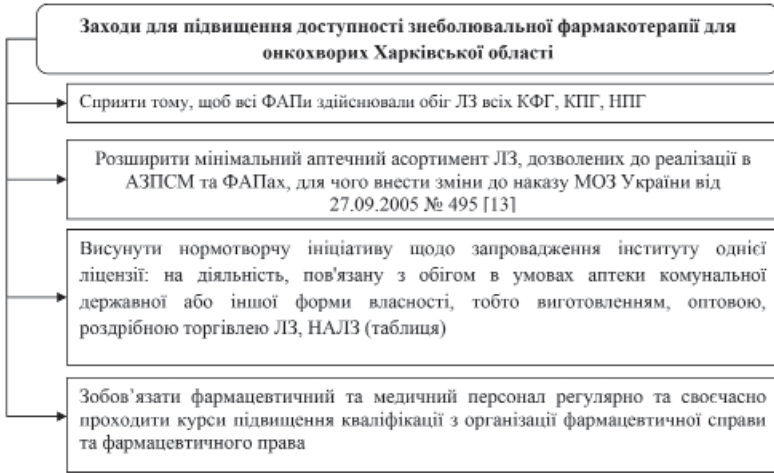 Заходи для підвищення доступності знеболювальної фармакотерапії для
онкохворих Харківської області
Сприяти тому, щоб всі ФАПи здійснювали обіг ЛЗ всіх КФГ, КПГ, НПГ
Розширити мінімальний аптечний асортимент ЛЗ, дозволених до реалізації в
АЗПСМ та ФАПах, для чого внести зміни до наказу МОЗ України від
27.09.2005 № 495 [13]
Висунути нормотворчу ініціативу щодо запровадження інституту однієї
ліцензії: на діяльність, пов'язану з обігом в умовах аптеки комунальної
державної або іншої форми власності, тобто виготовленням, оптовою,
роздрібною торгівлею ЛЗ, НАЛЗ (таблиця)
Зобов’язати фармацевтичний та медичний персонал регулярно та своєчасно
проходити курси підвищення кваліфікації з організації фармацевтичної справи
та фармацевтичного права